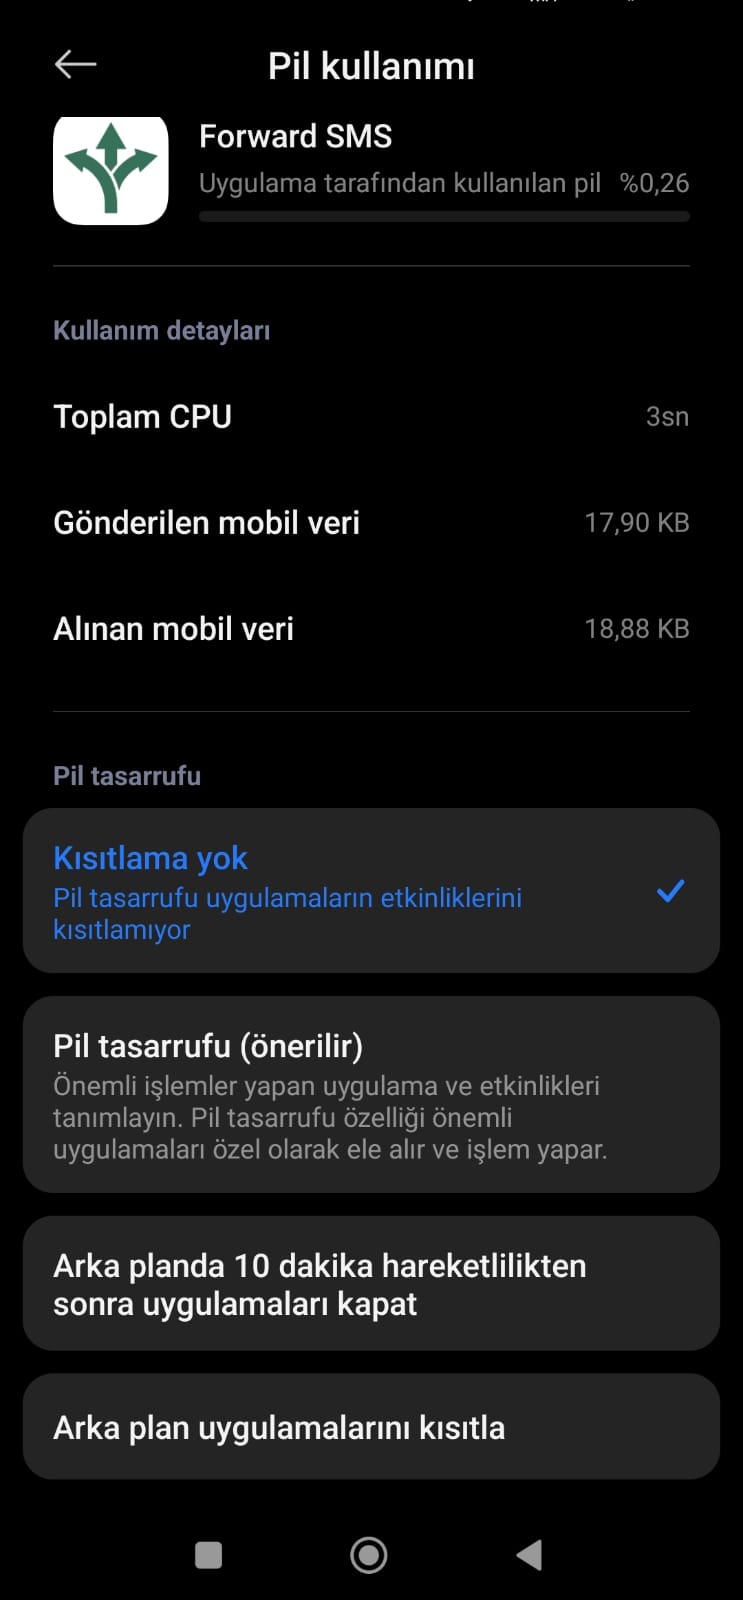 Pil kullanımı
Forward SMS
Uygulama tarafından kullanılan pil %0,26
Kullanım detayları
Toplam CPU 3sn
Gönderilen mobil veri 17,90 KB
Alınan mobil veri 18,88 KB
Pil tasarrufu
Kısıtlama yok
Pil tasarrufu uygulamaların etkinliklerini
kısıtlamıyor
Pil tasarrufu (önerilir)
Önemli işlemler yapan uygulama ve etkinlikleri
tanımlayın. Pil tasarrufu özelliği önemli
uygulamaları özel olarak ele alır ve işlem yapar.
Arka planda 10 dakika hareketlilikten
sonra uygulamaları kapat
Arka plan uygulamalarını kısıtla